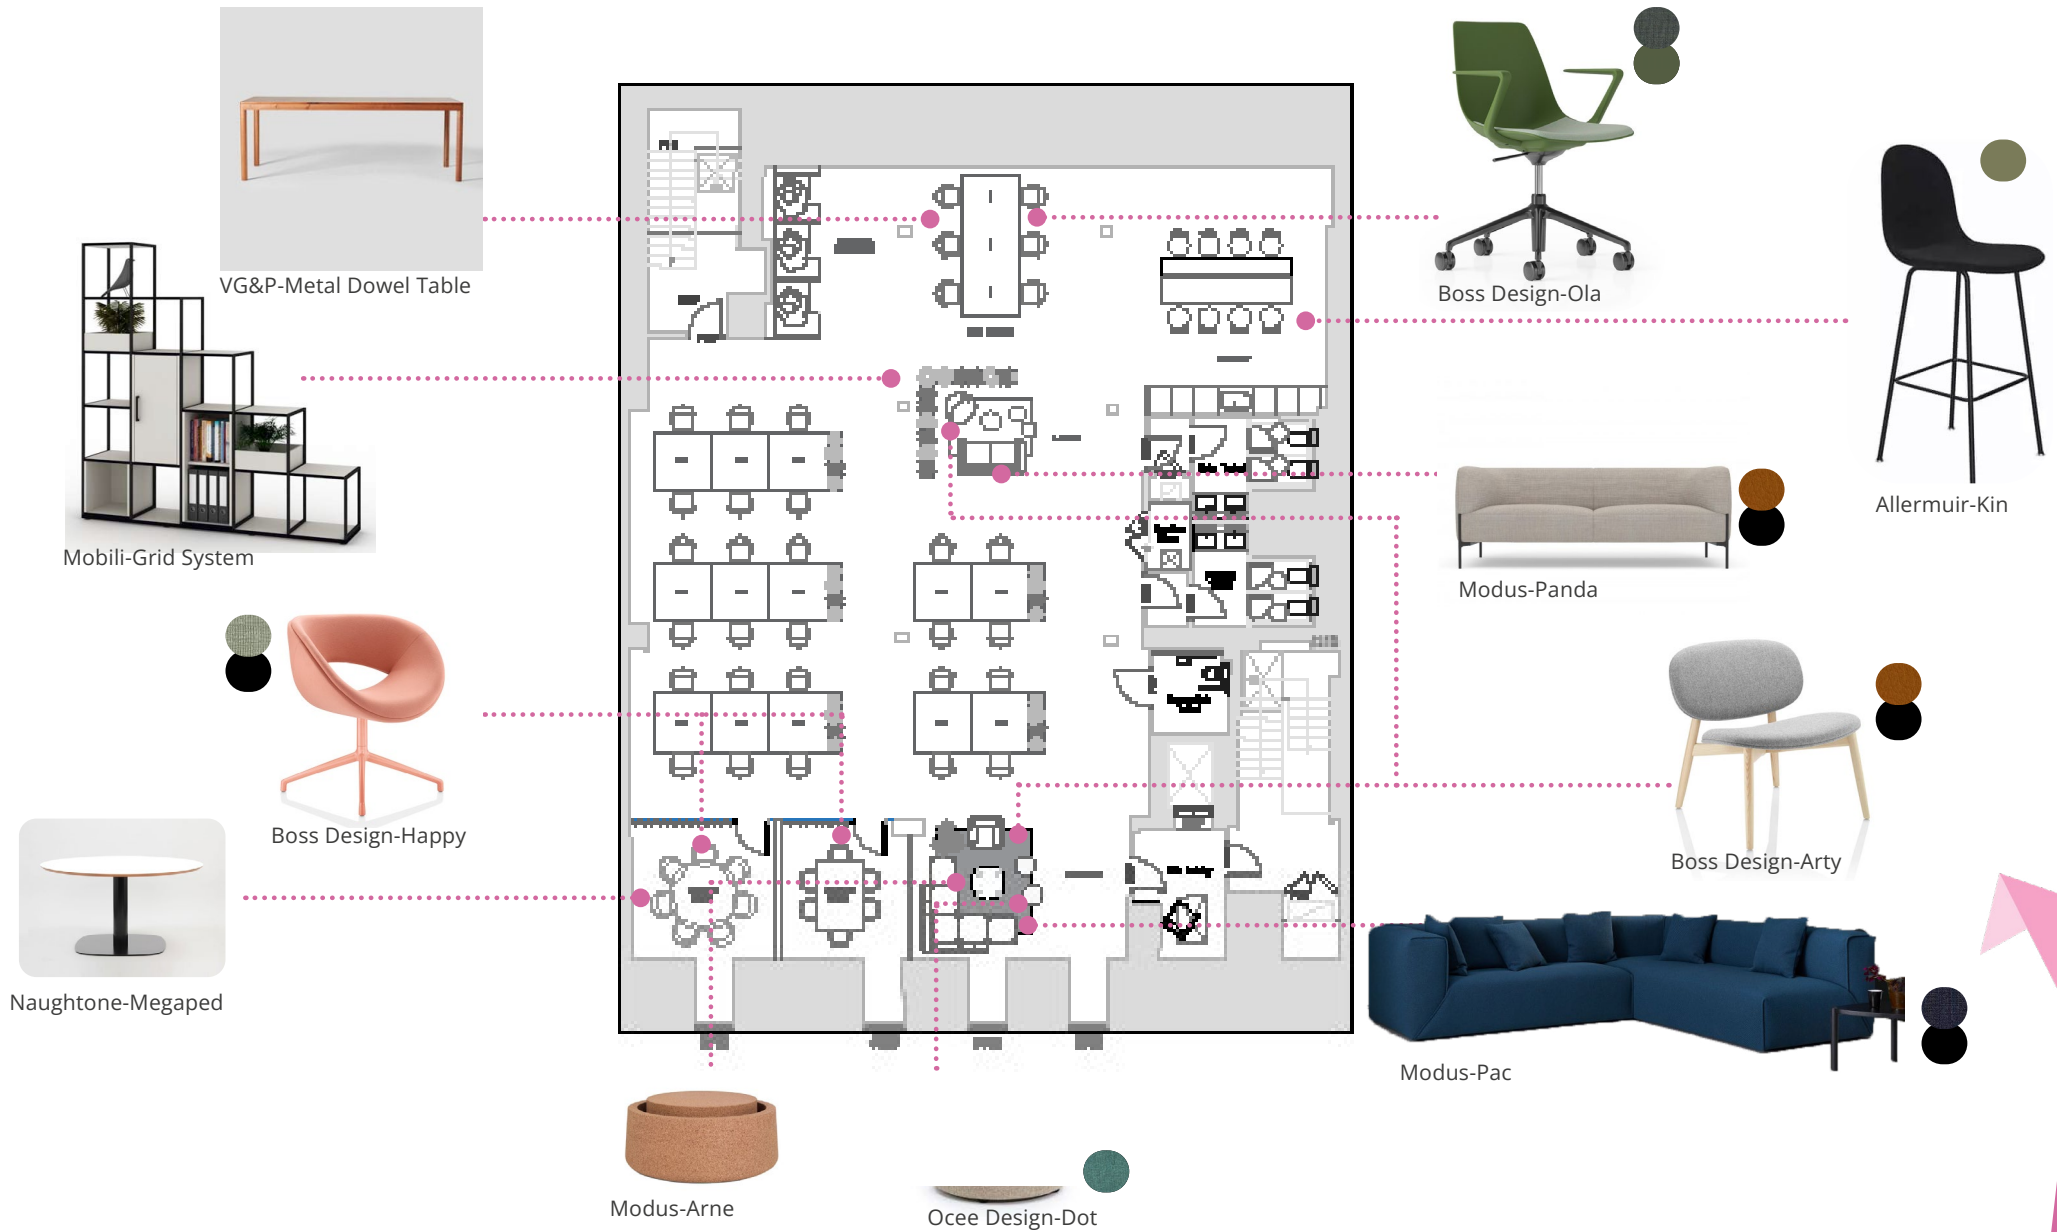 VG&P-Metal Dowel Table
Boss Design-Ola
Allermuir-Kin
Mobili-Grid System
Modus-Panda
Boss Design-Happy
Boss Design-Arty
Naughtone-Megaped
Modus-Pac
Modus-Arne
Ocee Design-Dot